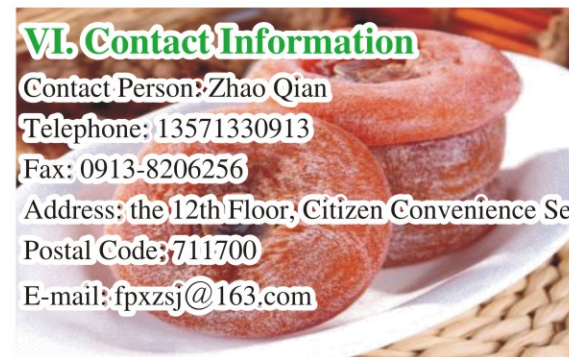 VI. Contact Information
Contact Person: Zhao Qian
Telephone: 13571330913
Fax: 0913-8206256
Address: the 12th Floor, Citizen Convenience Se
Postal Code: 711700
E-mail: fpxzsj@163.com